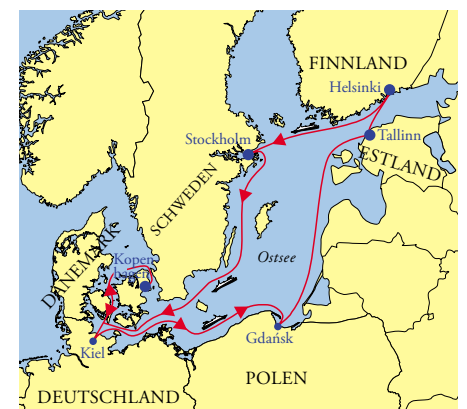 FINNLAND
Helsinki
Stockholm
Tallinn
ESTLAND
SCHWEDEN
DÄNEMARK
Kopen
hagen
Ostsee
Kiel
Gdańsk
POLEN
DEUTSCHLAND